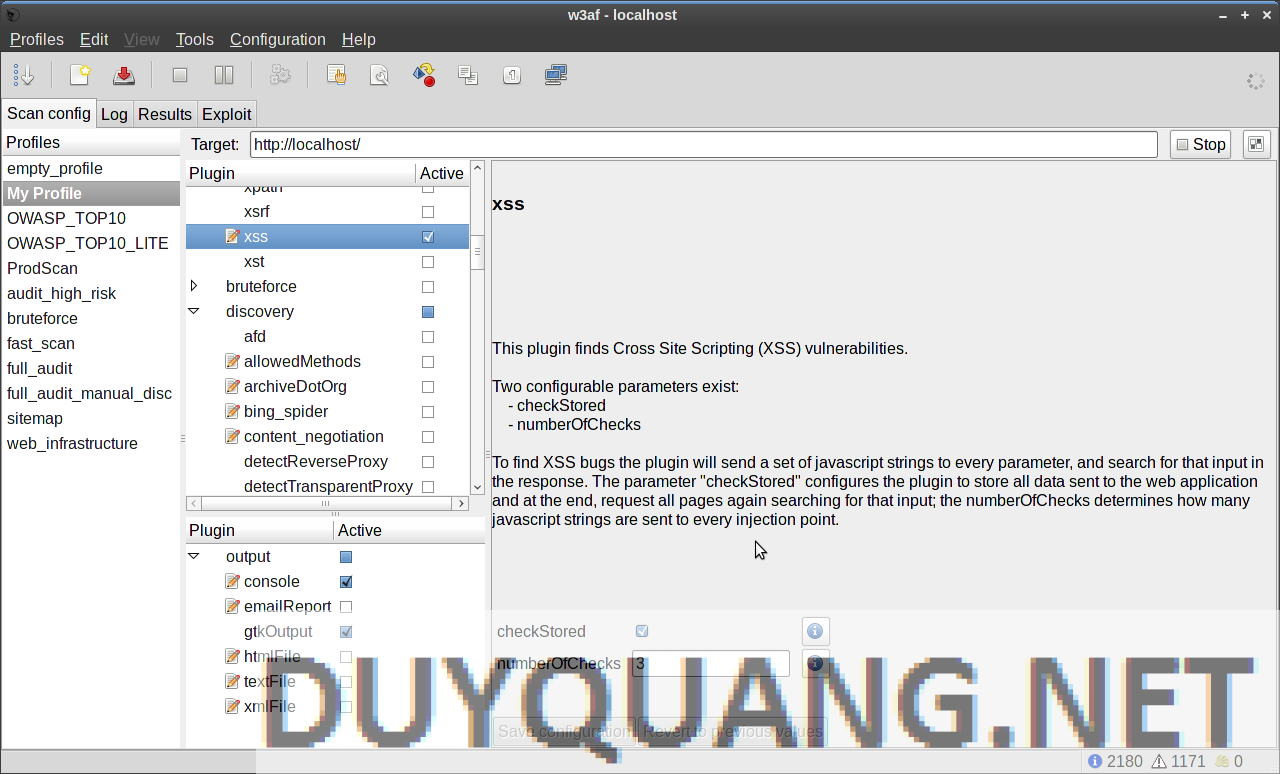 w3af - localhost
Profiles Edit View Tools Configuration Help
Scan config Log Results Exploit
Profiles
empty_profile
My Profile
OWASP_TOP10
OWASP_TOP10_LITE
ProdScan
audit_high_risk
bruteforce
fast_scan
full_audit
full_audit_manual_disc
sitemap
web_infrastructure
Target: http://localhost/ Stop
Plugin Active
xpath
xsrf
xss
xst
bruteforce
discovery
afd
allowedMethods
archiveDotOrg
bing_spider
content_negotiation
detectReverseProxy
detectTransparentProxy
Plugin Active
output
console
emailReport
gtkOutput
htmlFile
textFile
xmlFile
xss
This plugin finds Cross Site Scripting (XSS) vulnerabilities.
Two configurable parameters exist:
- checkStored
- numberOfChecks
To find XSS bugs the plugin will send a set of javascript strings to every parameter, and search for that input in
the response. The parameter "checkStored" configures the plugin to store all data sent to the web application
and at the end, request all pages again searching for that input; the numberOfChecks determines how many
javascript strings are sent to every injection point.
checkStored
numberOfChecks 3
Save configuration Revert to previous values
DUYQUANG.NET
2180 1171 0